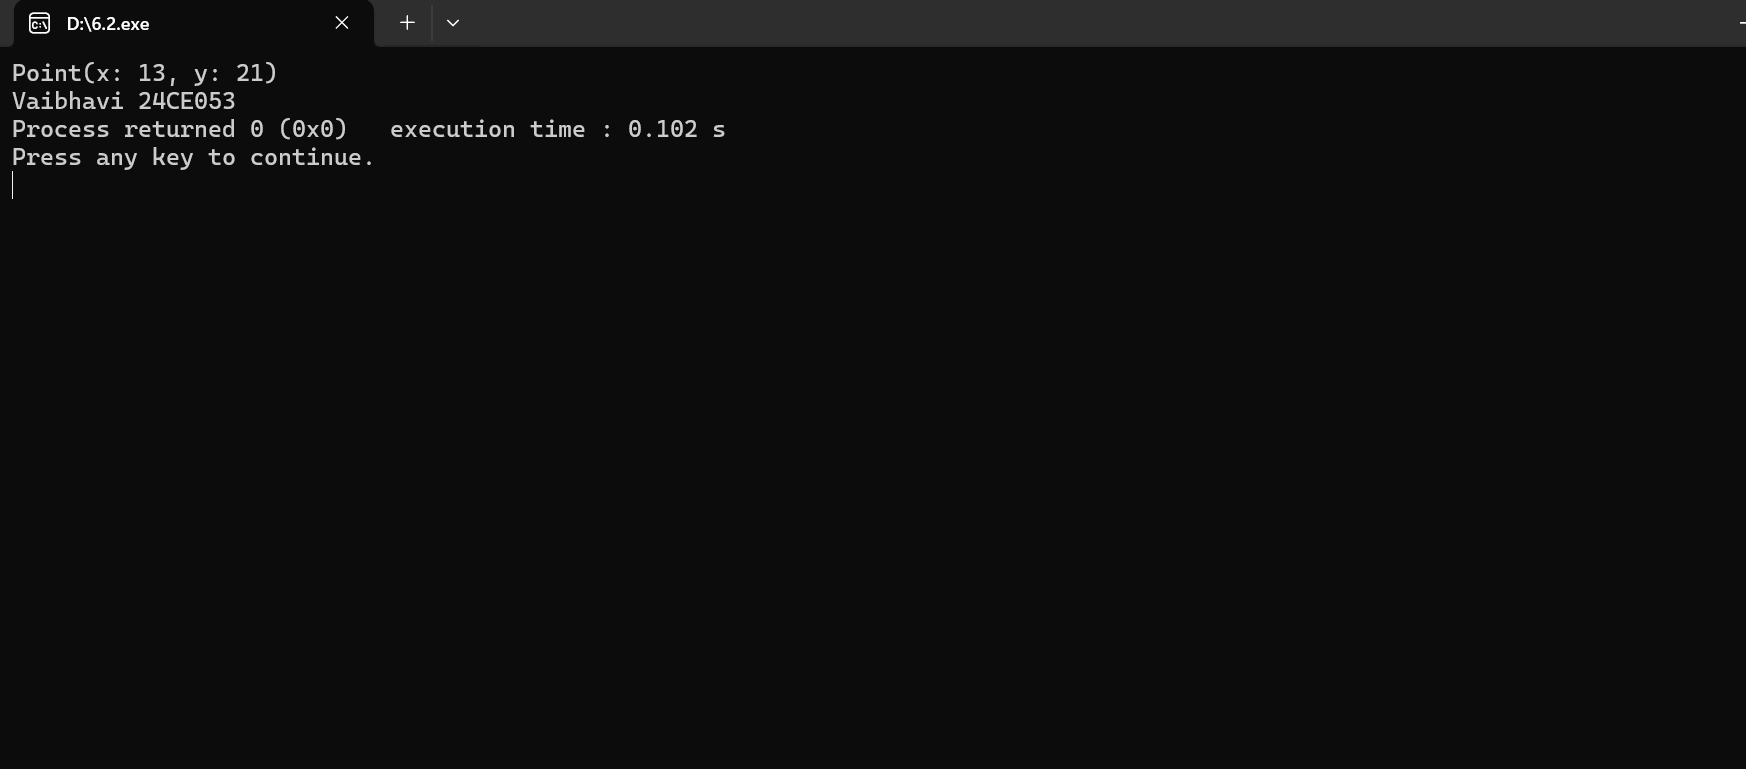 D:\6.2.exe
Point(x: 13, y: 21)
Vaibhavi 24CE053
Process returned 0 (0x0)   execution time : 0.102 s
Press any key to continue.